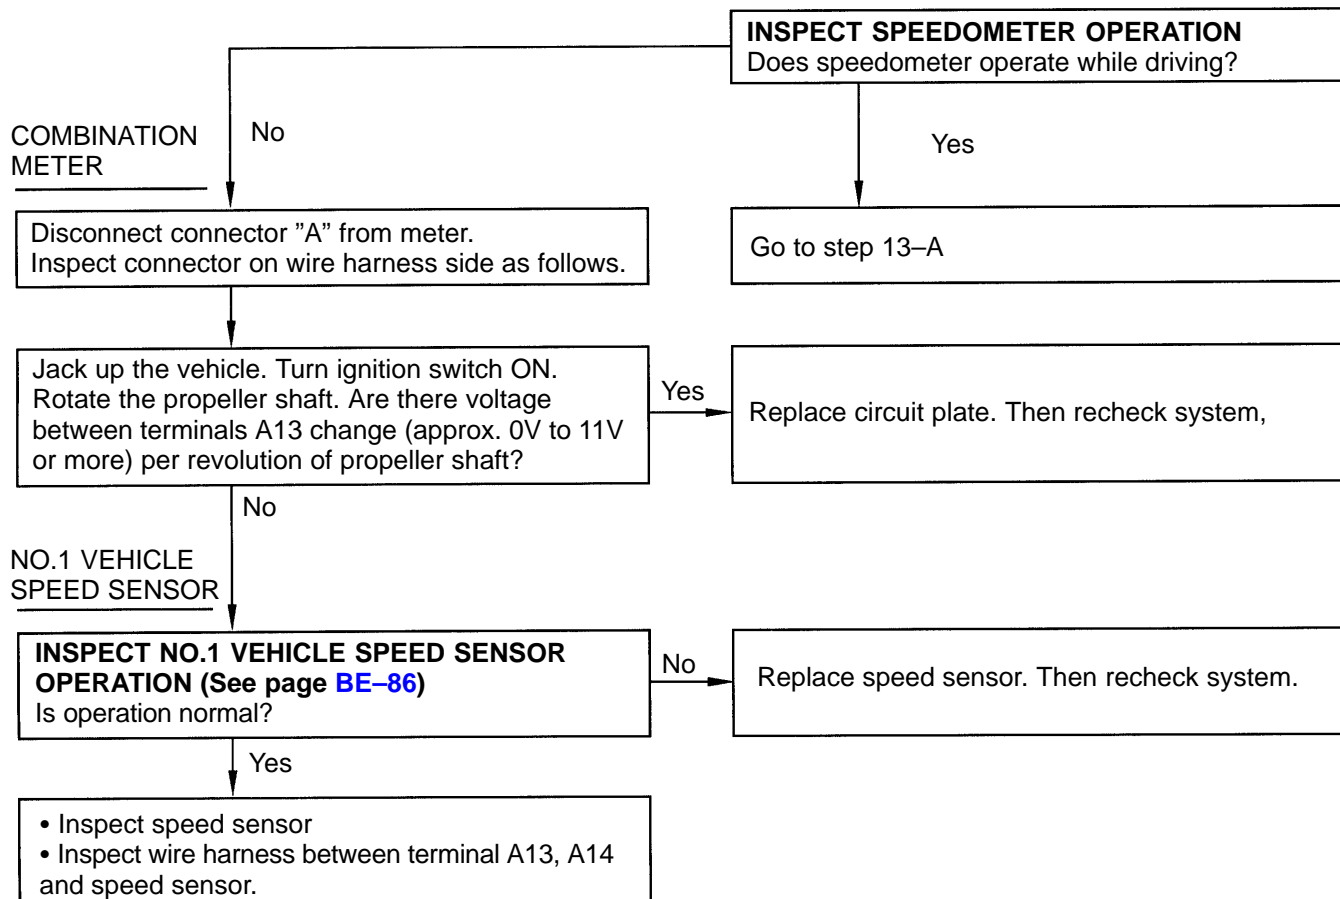 INSPECT SPEEDOMETER OPERATION
Does speedometer operate while driving?
No
Yes
COMBINATION
METER
Disconnect connector ”A” from meter.
Inspect connector on wire harness side as follows.
Go to step 13–A
Jack up the vehicle. Turn ignition switch ON.
Rotate the propeller shaft. Are there voltage
between terminals A13 change (approx. 0V to 11V
or more) per revolution of propeller shaft?
Yes
Replace circuit plate. Then recheck system,
No
NO.1 VEHICLE
SPEED SENSOR
INSPECT NO.1 VEHICLE SPEED SENSOR
OPERATION (See page BE–86)
Is operation normal?
No
Replace speed sensor. Then recheck system.
Yes
• Inspect speed sensor
• Inspect wire harness between terminal A13, A14
and speed sensor.